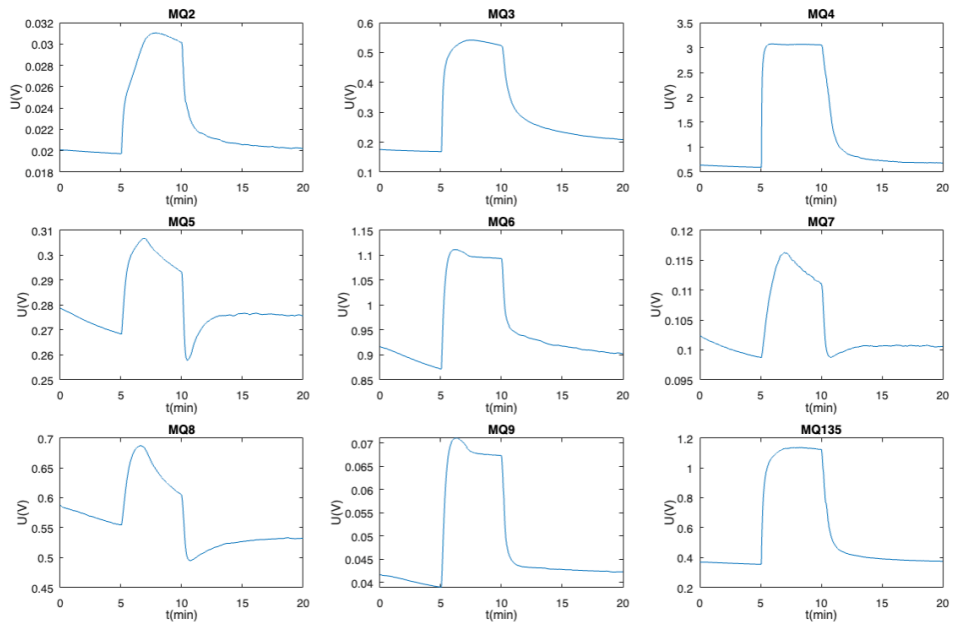 MQ2
0.032
0.03
0.028
0.026
0.024
0.022
0.02
0.018
U(V)
0 5 10 15 20
t(min)
MQ3
0.6
0.5
0.4
0.3
0.2
0.1
U(V)
0 5 10 15 20
t(min)
MQ4
3.5
3
2.5
2
1.5
1
0.5
U(V)
0 5 10 15 20
t(min)
MQ5
0.31
0.3
0.29
0.28
0.27
0.26
0.25
U(V)
0 5 10 15 20
t(min)
MQ6
1.15
1.1
1.05
1
0.95
0.9
0.85
U(V)
0 5 10 15 20
t(min)
MQ7
0.12
0.115
0.11
0.105
0.1
0.095
U(V)
0 5 10 15 20
t(min)
MQ8
0.7
0.65
0.6
0.55
0.5
0.45
U(V)
0 5 10 15 20
t(min)
MQ9
0.07
0.065
0.06
0.055
0.05
0.045
0.04
U(V)
0 5 10 15 20
t(min)
MQ135
1.2
1
0.8
0.6
0.4
0.2
U(V)
0 5 10 15 20
t(min)